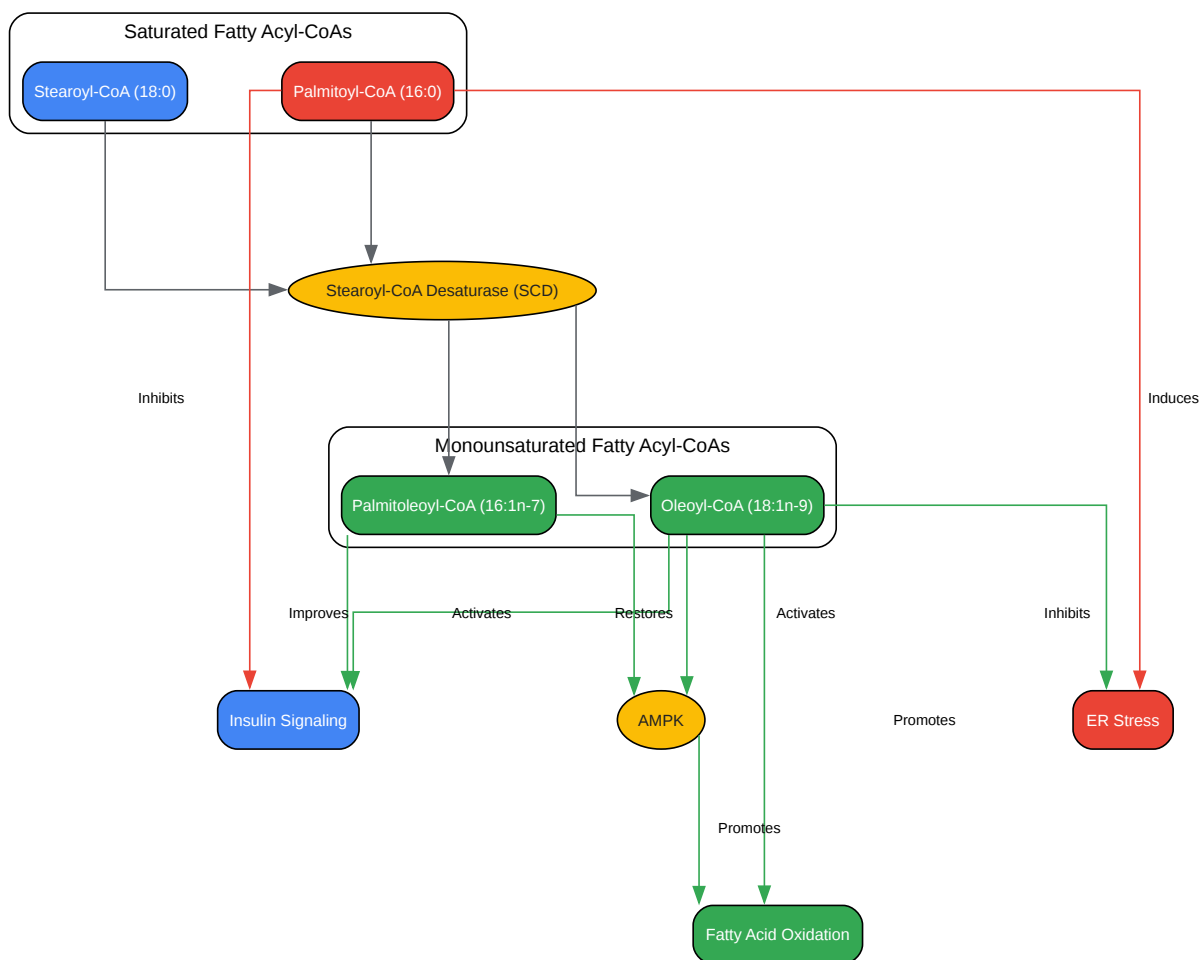 Saturated Fatty Acyl-CoAs
Stearoyl-CoA (18:0)
Palmitoyl-CoA (16:0)
Stearoyl-CoA Desaturase (SCD)
Inhibits
Induces
Monounsaturated Fatty Acyl-CoAs
Palmitoleoyl-CoA (16:1n-7)
Oleoyl-CoA (18:1n-9)
Improves
Activates
Restores
Activates
Inhibits
Insulin Signaling
AMPK
Promotes
ER Stress
Promotes
Fatty Acid Oxidation